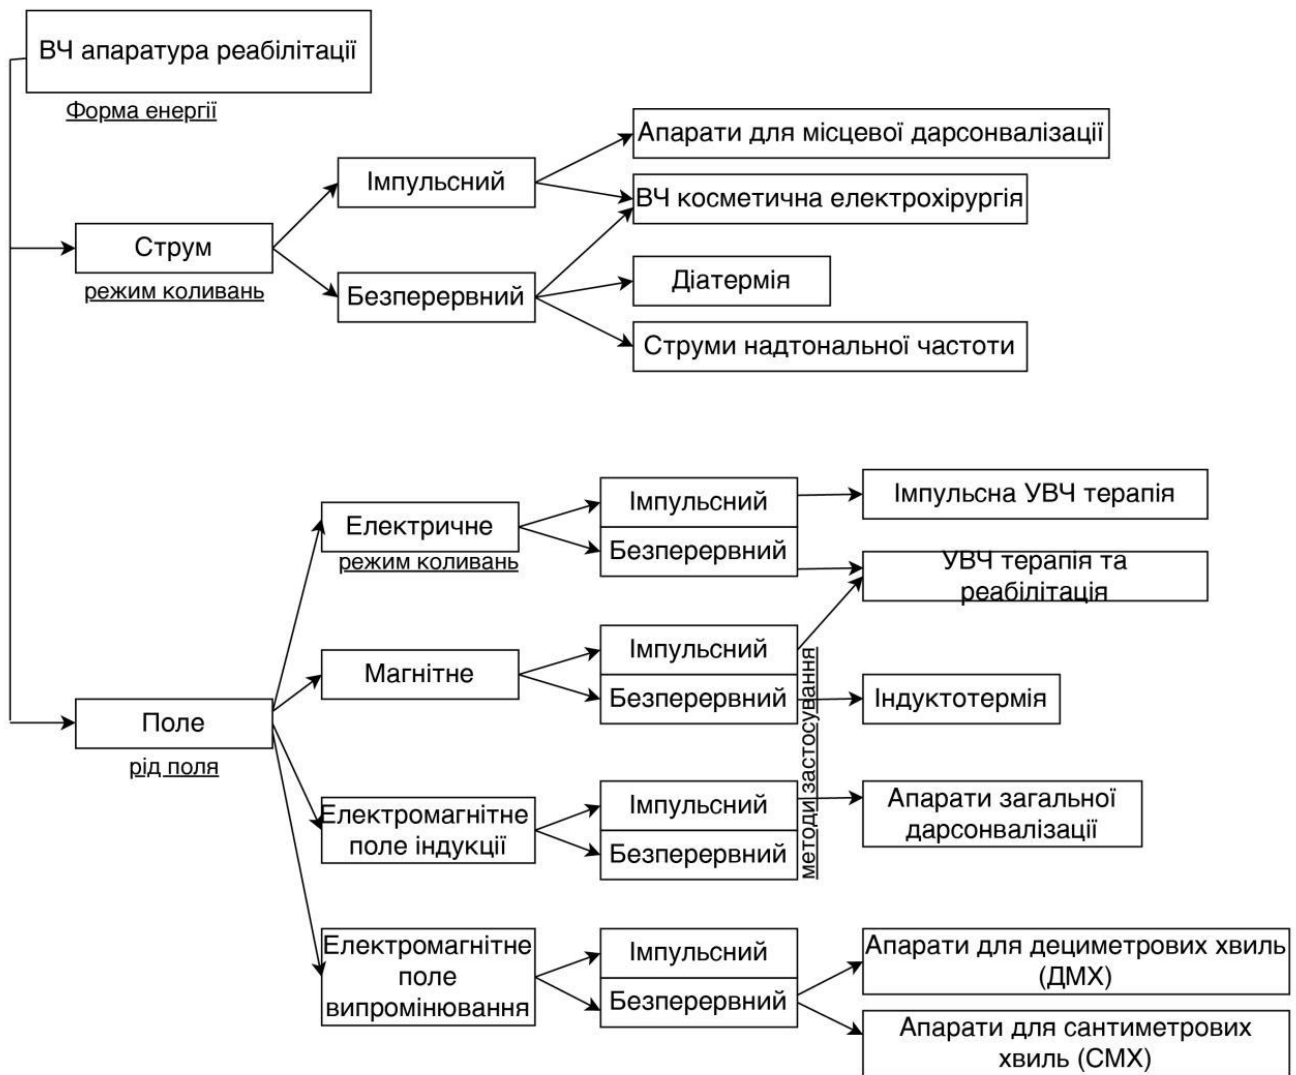 ВЧ апаратура реабілітації
Форма енергії
Апарати для місцевої дарсонвалізації
Імпульсний
ВЧ косметична електрохірургія
Струм
режим коливань
Безперервний
Діатермія
Струми надтональної частоти
Електричне
режим коливань
Імпульсний
Безперервний
Імпульсна УВЧ терапія
УВЧ терапія та
реабілітація
Магнітне
Імпульсний
Безперервний
методи застосування
Індуктотермія
Поле
рід поля
Електромагнітне
поле індукції
Імпульсний
Безперервний
Апарати загальної
дарсонвалізації
Електромагнітне
поле
випромінювання
Імпульсний
Безперервний
Апарати для дециметрових хвиль
(ДМХ)
Апарати для сантиметрових
хвиль (СМХ)